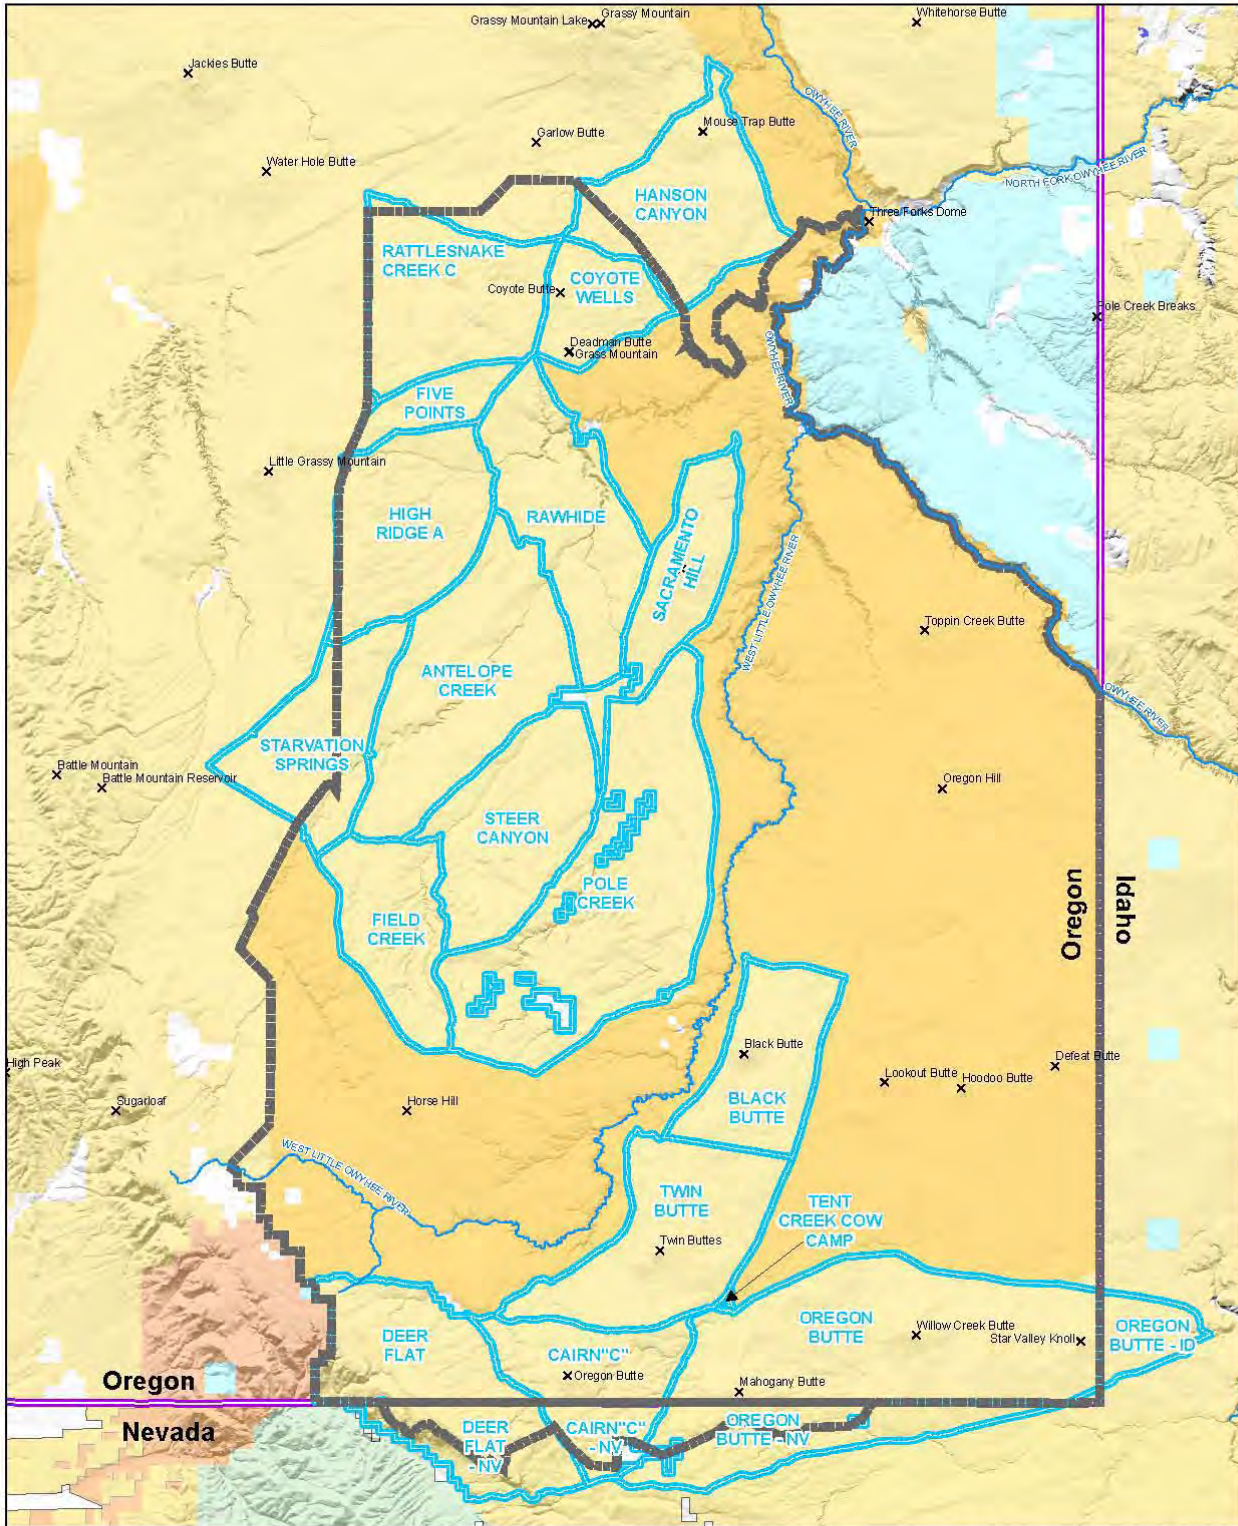 Grassy Mountain Lake
Grassy Mountain
Whitehorse Butte
Jackies Butte
OWYHEE RIVER
Mouse Trap Butte
Garlow Butte
Water Hole Butte
NORTH FORK OWYHEE RIVER
HANSON
CANYON
Three Forks Dome
RATTLESNAKE
CREEK C
COYOTE
WELLS
Coyote Butte
Pole Creek Breaks
Deadman Butte
Grass Mountain
OWYHEE RIVER
FIVE
POINTS
Little Grassy Mountain
HIGH
RIDGE A
RAWHIDE
SACRAMENTO
HILL
WEST LITTLE OWYHEE RIVER
Toppin Creek Butte
ANTELOPE
CREEK
OWYHEE RIVER
STARVATION
SPRINGS
Battle Mountain
Battle Mountain Reservoir
Oregon Hill
STEER
CANYON
POLE
CREEK
Oregon
Idaho
FIELD
CREEK
Black Butte
Defeat Butte
High Peak
Lookout Butte
Hoodoo Butte
Sugarloaf
Horse Hill
BLACK
BUTTE
WEST LITTLE OWYHEE RIVER
TWIN
BUTTE
TENT
CREEK COW
CAMP
Twin Buttes
DEER
FLAT
OREGON
BUTTE
Willow Creek Butte
Star Valley Knoll
OREGON
BUTTE - ID
CAIRN"C"
Oregon Butte
Mahogany Butte
Oregon
Nevada
DEER
FLAT
- NV
CAIRN"C"
- NV
OREGON
BUTTE - NV